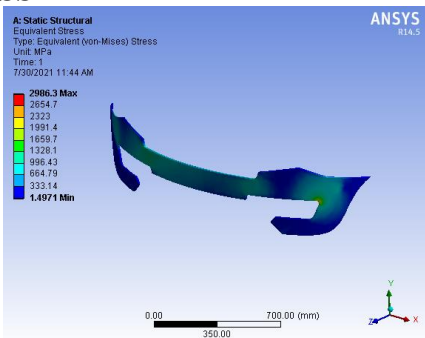 A: Static Structural
Equivalent Stress
Type: Equivalent (von-Mises) Stress
Unit: MPa
Time: 1
7/30/2021 11:44 AM
ANSYS
R14.5
2986.3 Max
2654.7
2323
1991.4
1659.7
1328.1
996.43
664.79
333.14
1.4971 Min
0.00
700.00 (mm)
350.00
Y
Z
X